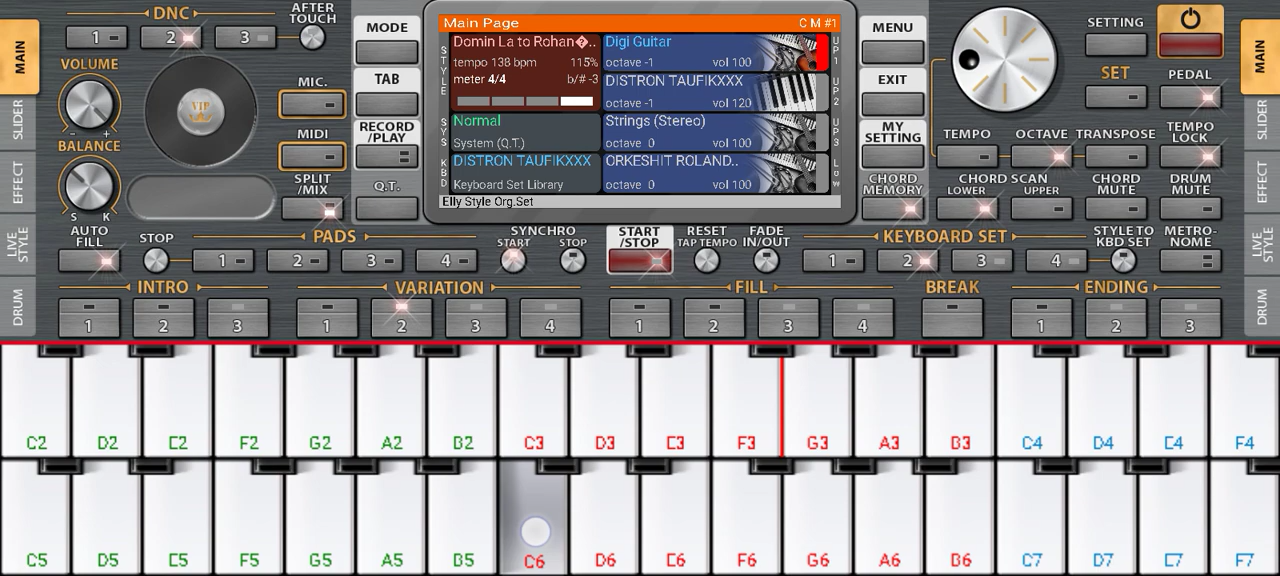 DNC
1
2
3
AFTER
TOUCH
MAIN
SLIDER
EFFECT
LIVE
STYLE
DRUM
VOLUME
- +
BALANCE
S K
VIP
MIC.
MIDI
SPLIT
/MIX
MODE
TAB
RECORD
/PLAY
Q.T.
Main Page
C M #1
STYLE
Domin La to Rohan�..
tempo 138 bpm 115%
meter 4/4 b/# -3
SYS
Normal
System (Q.T.)
KBD
DISTRON TAUFIKXXX
Keyboard Set Library
Digi Guitar
octave -1 vol 100
UP1
DISTRON TAUFIKXXX
octave -1 vol 120
UP2
Strings (Stereo)
octave 0 vol 100
UP3
ORKESHIT ROLAND..
octave 0 vol 100
Low
Elly Style Org.Set
MENU
EXIT
MY
SETTING
CHORD
MEMORY
SETTING
SET
PEDAL
TEMPO
OCTAVE
TRANSPOSE
TEMPO
LOCK
CHORD SCAN
LOWER UPPER
CHORD
MUTE
DRUM
MUTE
MAIN
SLIDER
EFFECT
LIVE
STYLE
DRUM
AUTO
FILL
STOP
PADS
1
2
3
4
SYNCHRO
START STOP
START
/STOP
RESET
TAP TEMPO
FADE
IN/OUT
KEYBOARD SET
1
2
3
4
STYLE TO
KBD SET
METRO-
NOME
INTRO
1
2
3
VARIATION
1
2
3
4
FILL
1
2
3
4
BREAK
ENDING
1
2
3
C2 D2 E2 F2 G2 A2 B2 C3 D3 E3 F3 G3 A3 B3 C4 D4 E4 F4
C5 D5 E5 F5 G5 A5 B5 C6 D6 E6 F6 G6 A6 B6 C7 D7 E7 F7